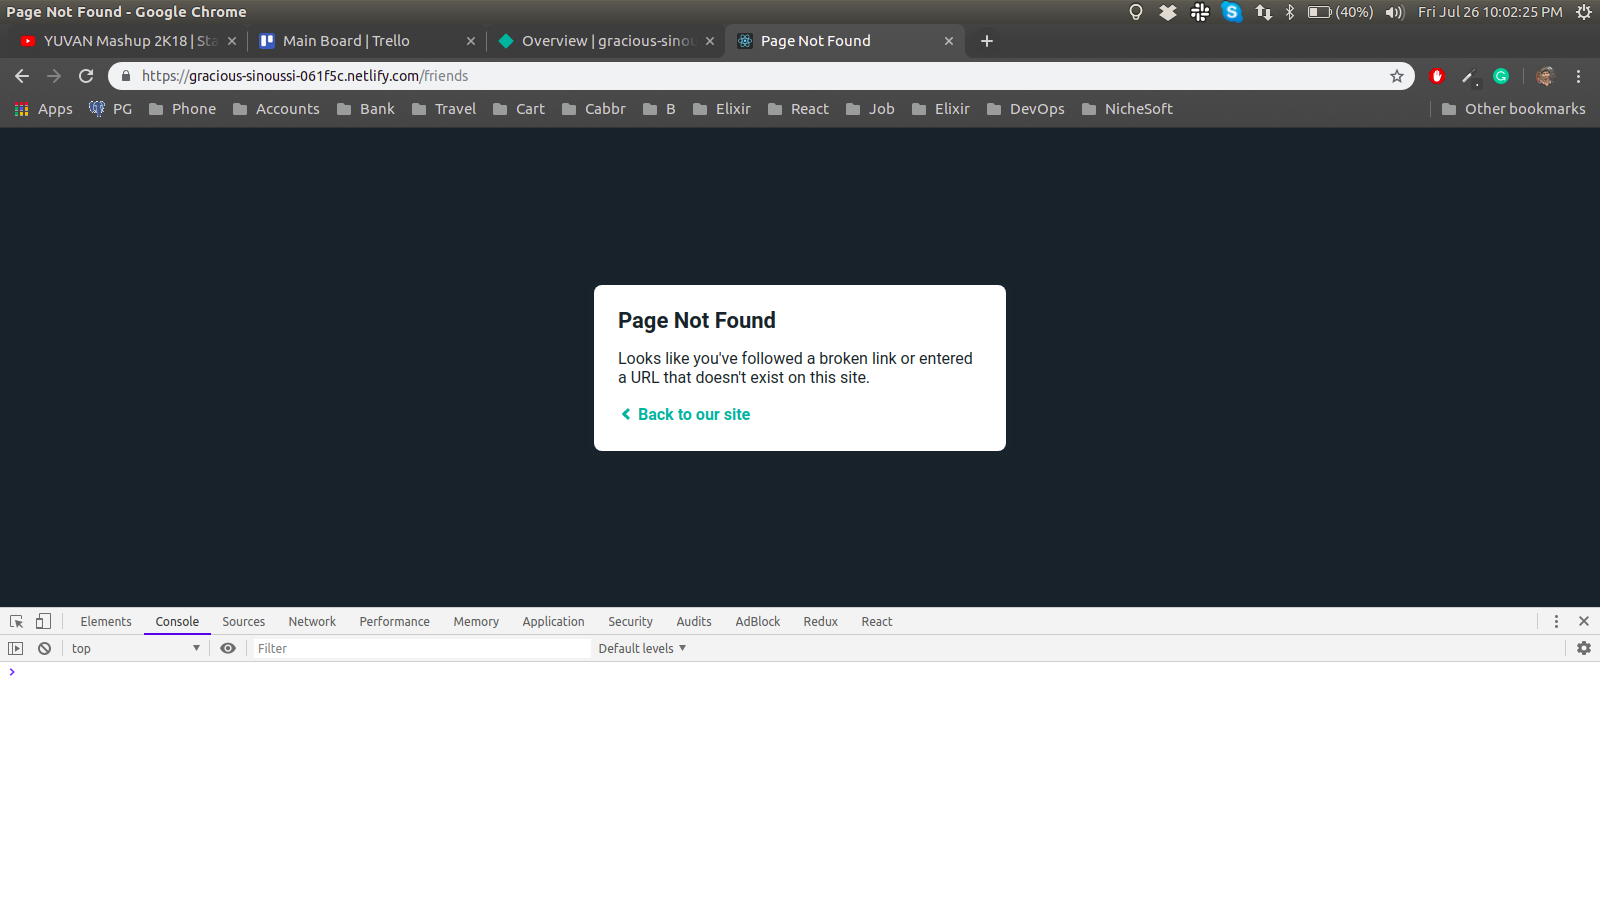 Page Not Found - Google Chrome
(40%) Fri Jul 26 10:02:25 PM
YUVAN Mashup 2K18 | Sta
Main Board | Trello
Overview | gracious-sinou
Page Not Found
https://gracious-sinoussi-061f5c.netlify.com/friends
Apps PG Phone Accounts Bank Travel Cart Cabbr B Elixir React Job Elixir DevOps NicheSoft Other bookmarks
Page Not Found
Looks like you've followed a broken link or entered
a URL that doesn't exist on this site.
Back to our site
Elements Console Sources Network Performance Memory Application Security Audits AdBlock Redux React
top Filter Default levels